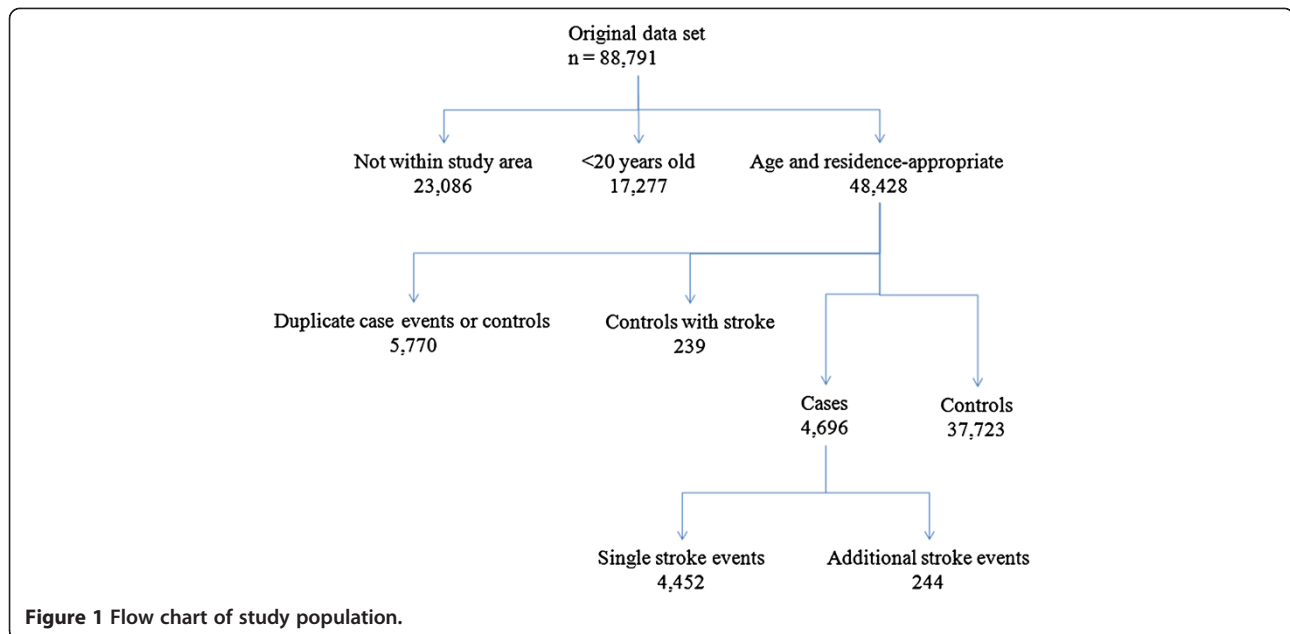 Original data set
n = 88,791
Not within study area
23,086
<20 years old
17,277
Age and residence-appropriate
48,428
Duplicate case events or controls
5,770
Controls with stroke
239
Cases
4,696
Controls
37,723
Single stroke events
4,452
Additional stroke events
244
Figure 1 Flow chart of study population.